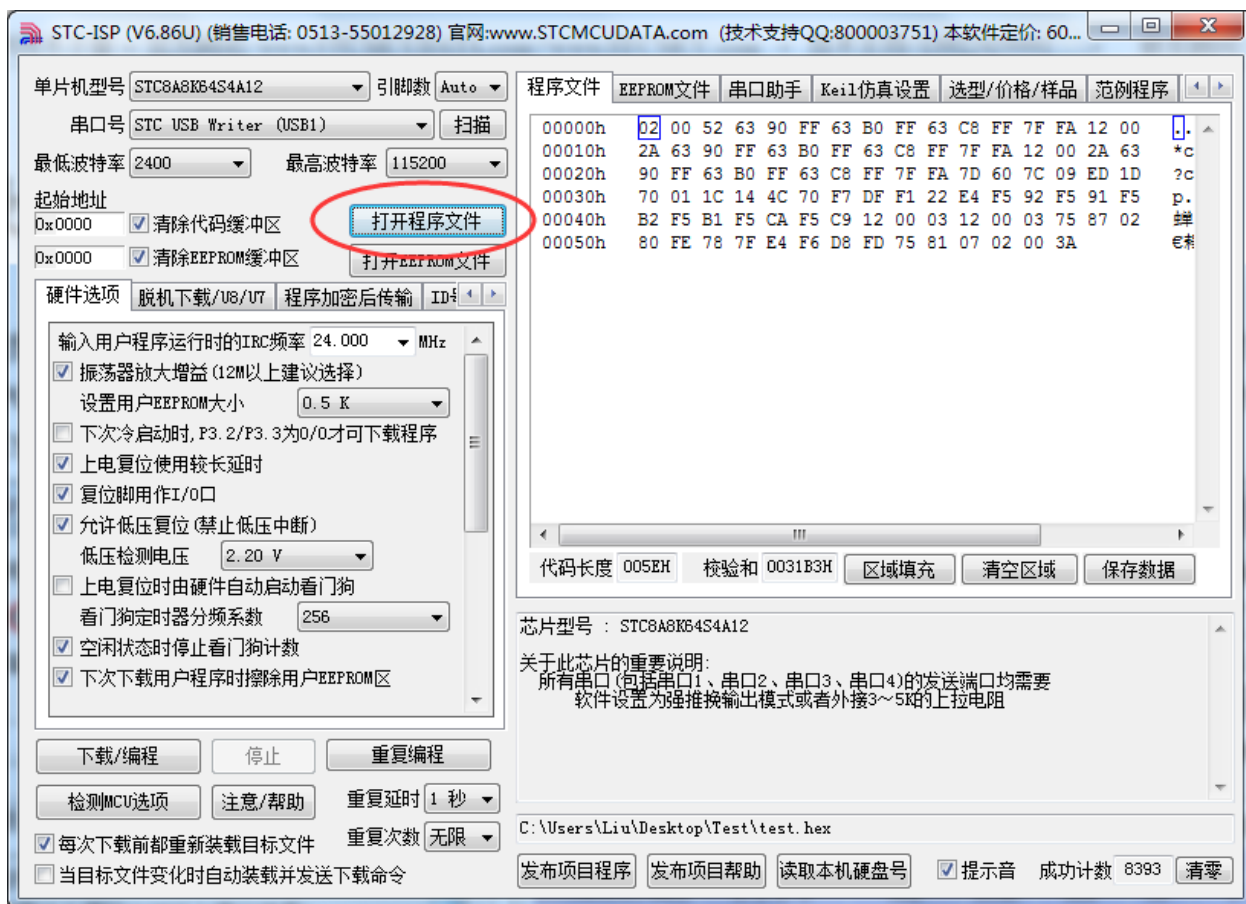 STC-ISP (V6.86U) (销售电话: 0513-55012928) 官网:www.STCMCUDATA.com (技术支持QQ:800003751) 本软件定价: 60...
单片机型号 STC8A8K64S4A12 引脚数 Auto
串口号 STC USB Writer (USB1) 扫描
最低波特率 2400 最高波特率 115200
起始地址
0x0000 清除代码缓冲区 打开程序文件
0x0000 清除EEPROM缓冲区 打开EEPROM文件
硬件选项 脱机下载/U8/U7 程序加密后传输
输入用户程序运行时的IRC频率 24.000 MHz
振荡器放大增益(12M以上建议选择)
设置用户EEPROM大小 0.5 K
下次冷启动时,P3.2/P3.3为0/0才可下载程序
上电复位使用较长延时
复位脚用作I/O口
允许低压复位(禁止低压中断)
低压检测电压 2.20 V
上电复位时由硬件自动启动看门狗
看门狗定时器分频系数 256
空闲状态时停止看门狗计数
下次下载用户程序时擦除用户EEPROM区
下载/编程 停止 重复编程
检测MCU选项 注意/帮助 重复延时 1 秒
每次下载前都重新装载目标文件 重复次数 无限
当目标文件变化时自动装载并发送下载命令
程序文件 EEPROM文件 串口助手 Keil仿真设置 选型/价格/样品 范例程序
00000h 02 00 52 63 90 FF 63 B0 FF 63 C8 FF 7F FA 12 00 ..
00010h 2A 63 90 FF 63 B0 FF 63 C8 FF 7F FA 12 00 2A 63 *c
00020h 90 FF 63 B0 FF 63 C8 FF 7F FA 7D 60 7C 09 ED 1D ?c
00030h 70 01 1C 14 4C 70 F7 DF F1 22 E4 F5 92 F5 91 F5 p.
00040h B2 F5 B1 F5 CA F5 C9 12 00 03 12 00 03 75 87 02
00050h 80 FE 78 7F E4 F6 D8 FD 75 81 07 02 00 3A
代码长度 005EH 校验和 0031B3H 区域填充 清空区域 保存数据
芯片型号 : STC8A8K64S4A12
关于此芯片的重要说明:
所有串口(包括串口1、串口2、串口3、串口4)的发送端口均需要
软件设置为强推挽输出模式或者外接3~5K的上拉电阻
C:\Users\Liu\Desktop\Test\test.hex
发布项目程序 发布项目帮助 读取本机硬盘号 提示音 成功计数 8393 清零